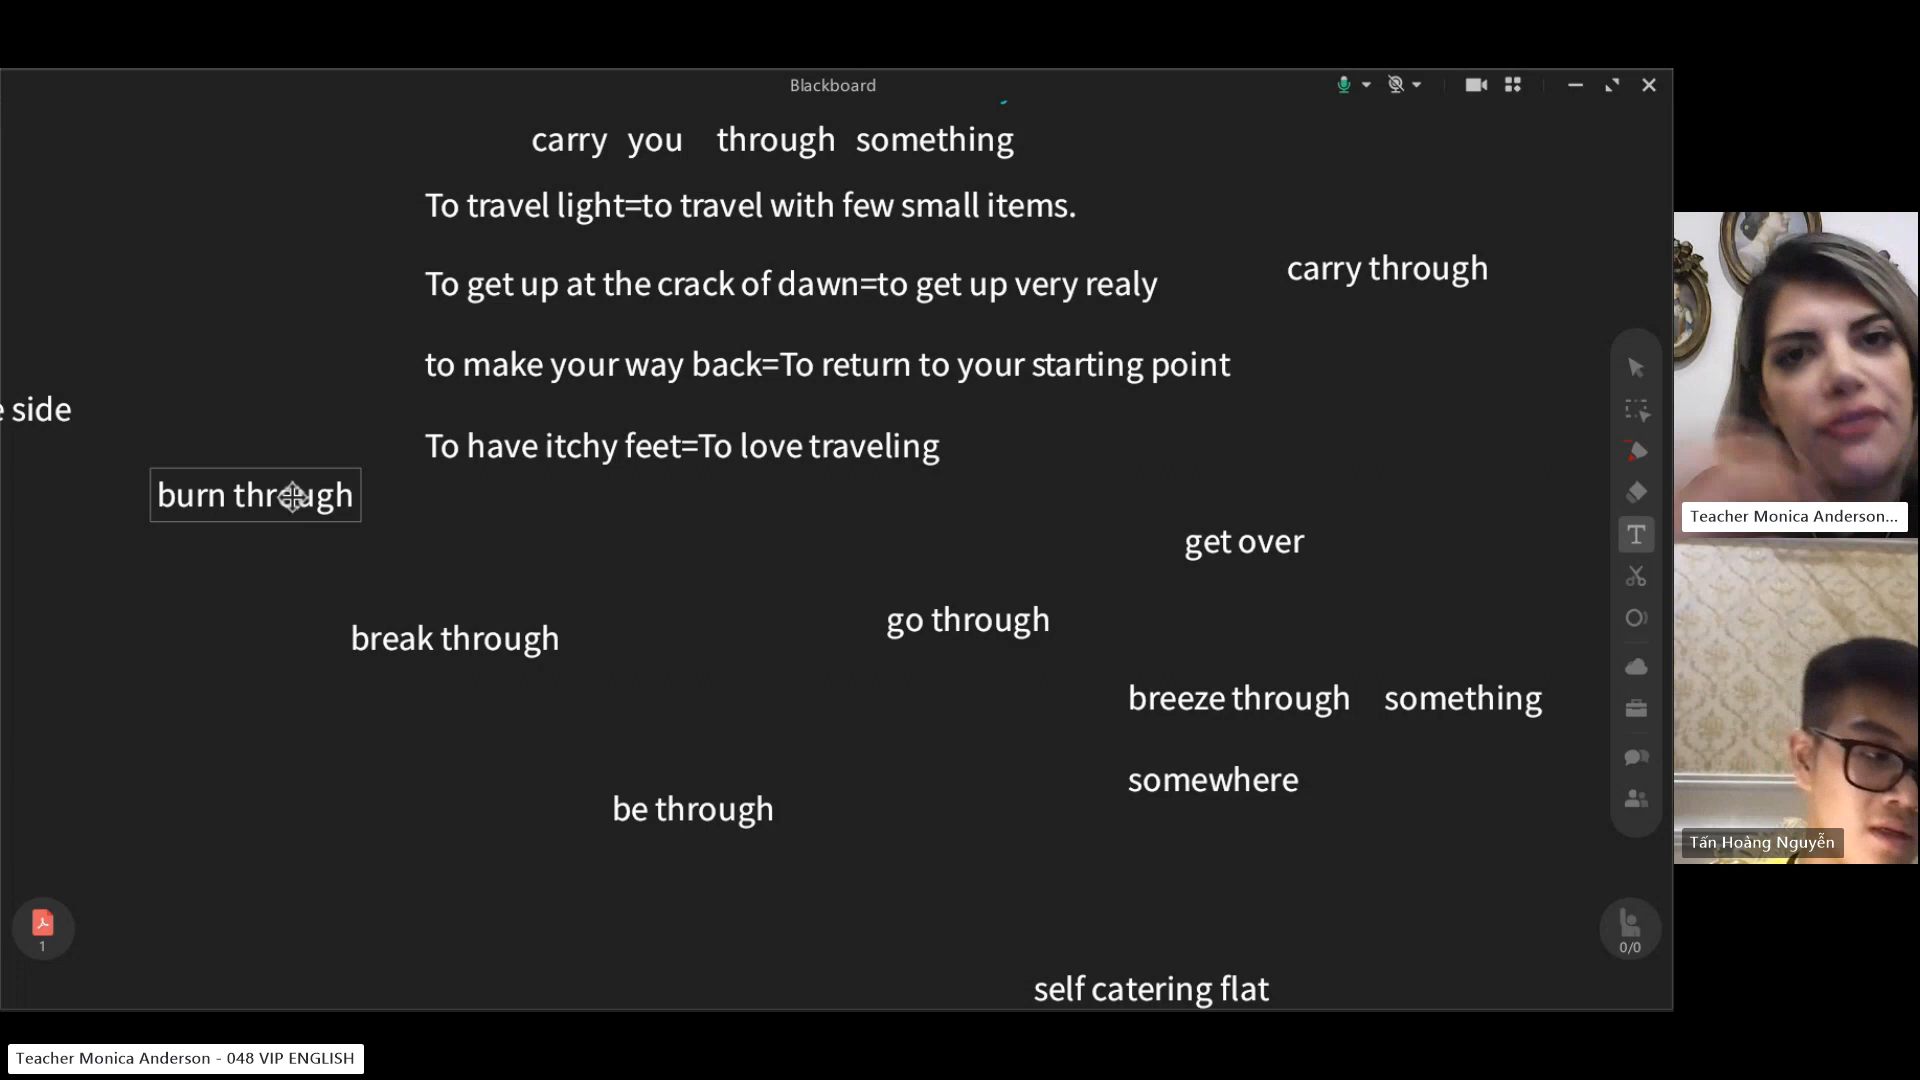 Blackboard
carry you through something
To travel light=to travel with few small items.
carry through
To get up at the crack of dawn=to get up very realy
to make your way back=To return to your starting point
side
To have itchy feet=To love traveling
burn through
Teacher Monica Anderson...
get over
go through
break through
breeze through something
somewhere
be through
Tấn Hoàng Nguyễn
1
0/0
self catering flat
Teacher Monica Anderson - 048 VIP ENGLISH